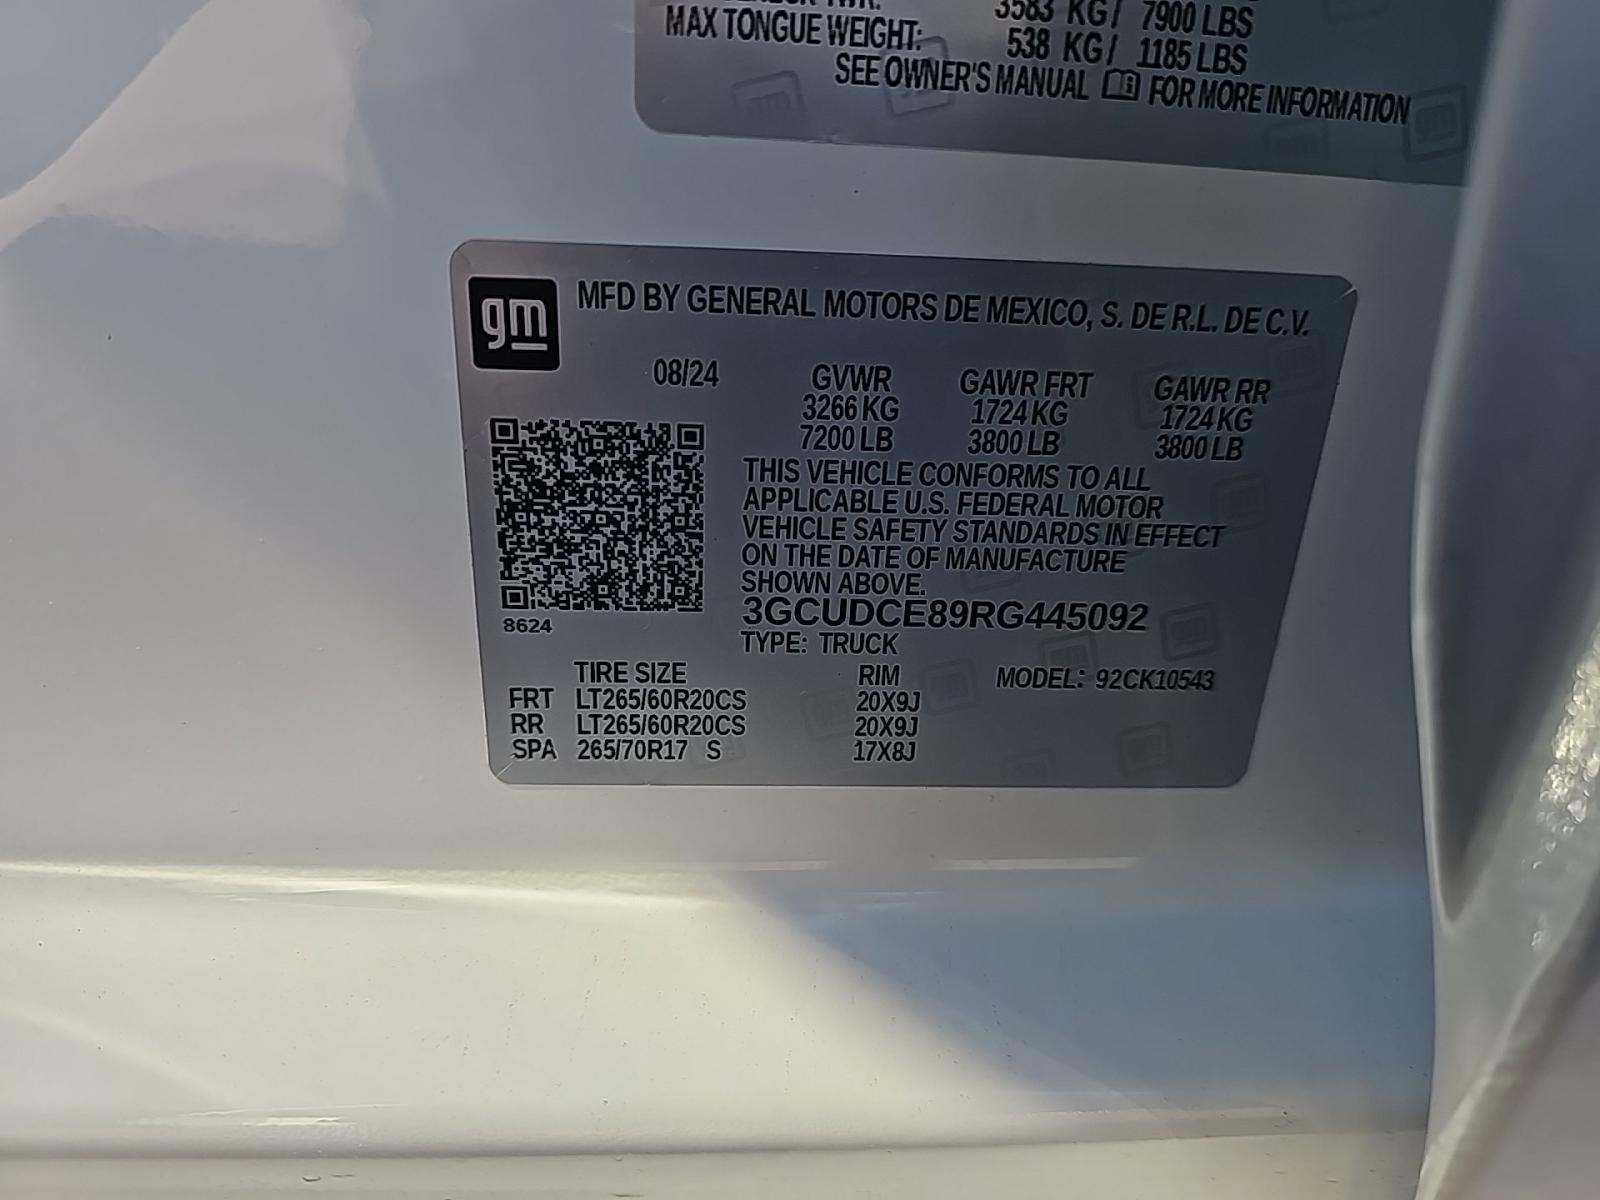 3583 KG / 7900 LBS
MAX TONGUE WEIGHT: 538 KG / 1185 LBS
SEE OWNER'S MANUAL FOR MORE INFORMATION
gm MFD BY GENERAL MOTORS DE MEXICO, S. DE R.L. DE C.V.
08/24 GVWR GAWR FRT GAWR RR
3266 KG 1724 KG 1724 KG
7200 LB 3800 LB 3800 LB
THIS VEHICLE CONFORMS TO ALL
APPLICABLE U.S. FEDERAL MOTOR
VEHICLE SAFETY STANDARDS IN EFFECT
ON THE DATE OF MANUFACTURE
SHOWN ABOVE.
3GCUDCE89RG445092
8624
TYPE: TRUCK
TIRE SIZE RIM MODEL: 92CK10543
FRT LT265/60R20CS 20X9J
RR LT265/60R20CS 20X9J
SPA 265/70R17 S 17X8J